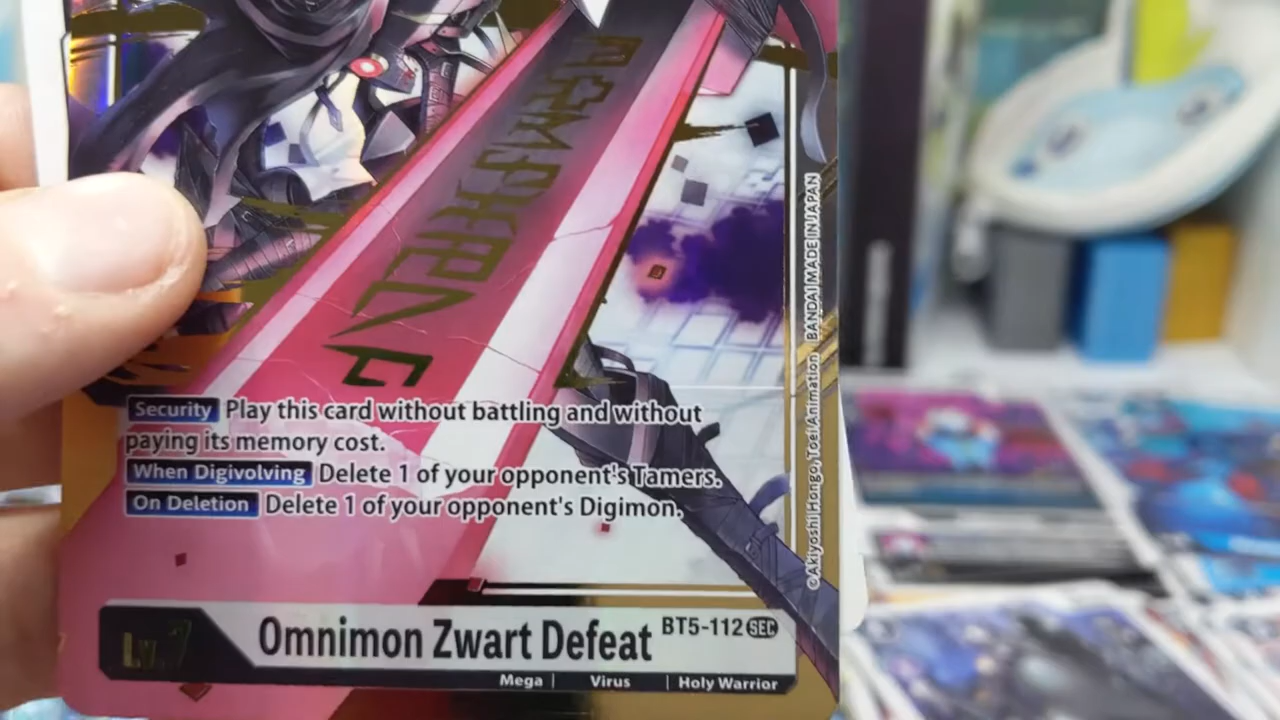 Security Play this card without battling and without
paying its memory cost.
When Digivolving Delete 1 of your opponent's Tamers.
On Deletion Delete 1 of your opponent's Digimon.
Lv.7
Omnimon Zwart Defeat BT5-112 SEC
Mega | Virus | Holy Warrior
©Akiyoshi Hongo, Toei Animation BANDAI MADE IN JAPAN